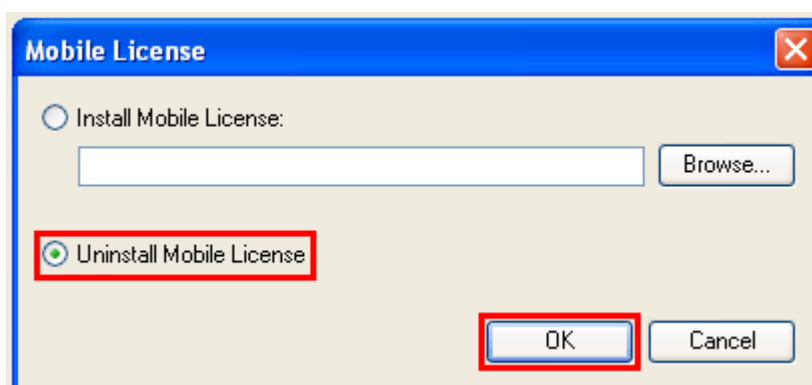 Mobile License
Install Mobile License:
Browse...
Uninstall Mobile License
OK Cancel